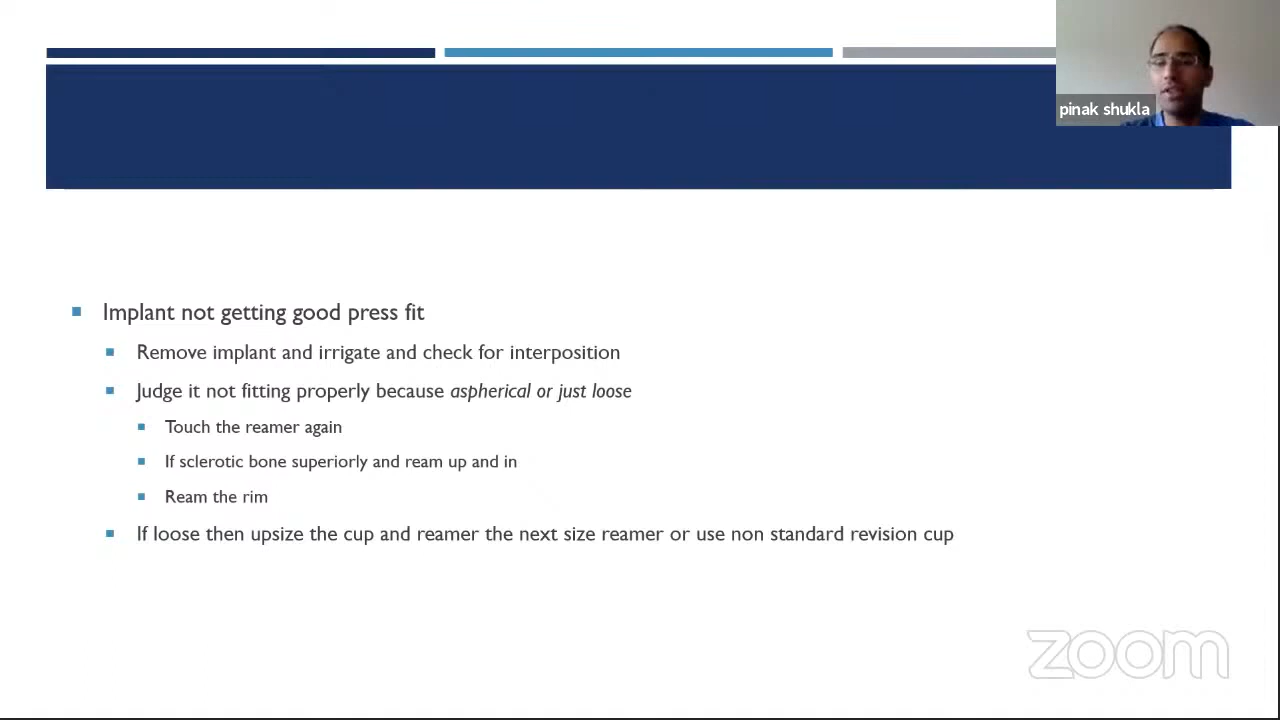 pinak shukla
Implant not getting good press fit
Remove implant and irrigate and check for interposition
Judge it not fitting properly because aspherical or just loose
Touch the reamer again
If sclerotic bone superiorly and ream up and in
Ream the rim
If loose then upsize the cup and reamer the next size reamer or use non standard revision cup
zoom